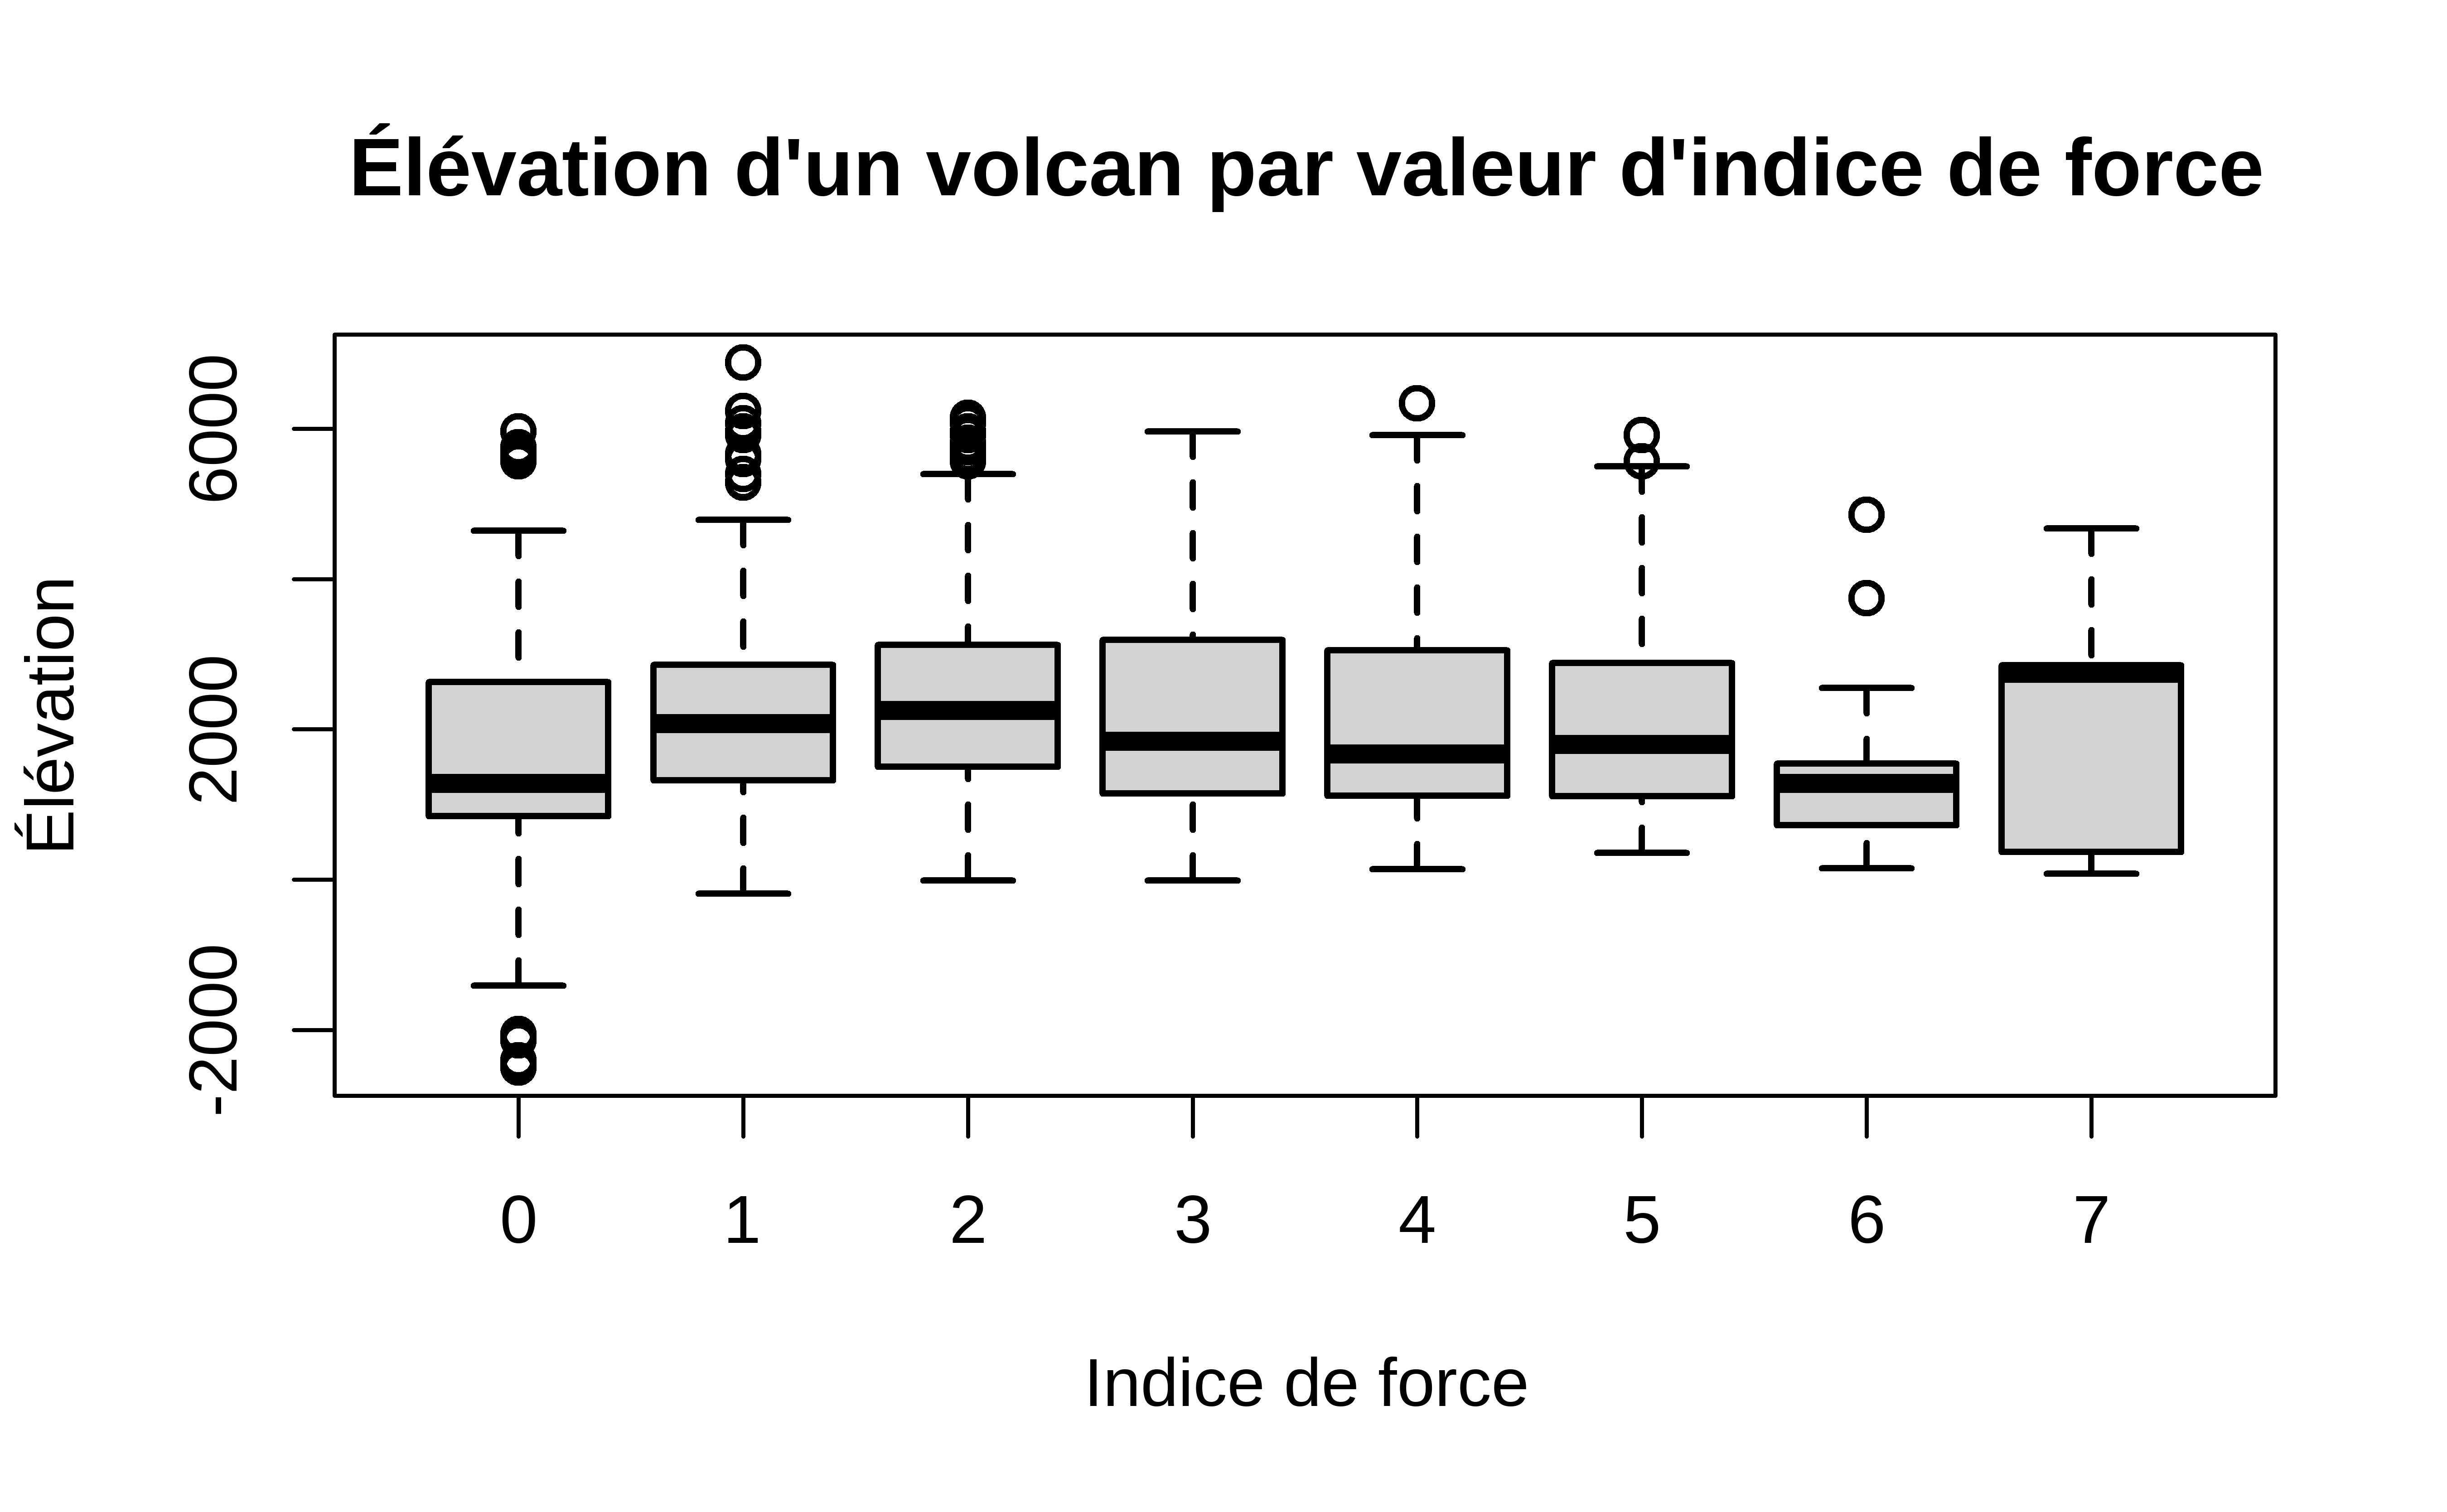 Élévation d'un volcan par valeur d'indice de force
Élévation
6000
2000
-2000
0 1 2 3 4 5 6 7
Indice de force